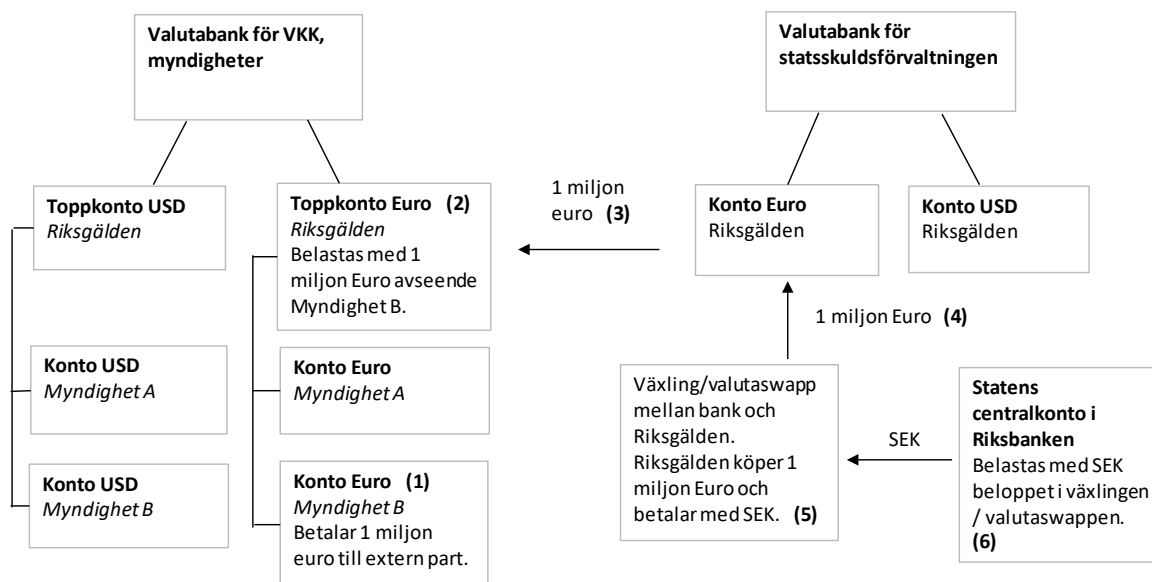 Valutabank för VKK,
myndigheter
Valutabank för
statsskuldsförvaltningen
Toppkonto USD
Riksgälden
Toppkonto Euro (2)
Riksgälden
Belastas med 1
miljon Euro avseende
Myndighet B.
1 miljon
euro (3)
Konto Euro
Riksgälden
Konto USD
Riksgälden
1 miljon Euro (4)
Konto USD
Myndighet A
Konto Euro
Myndighet A
Växling/valutaswapp
mellan bank och
Riksgälden.
Riksgälden köper 1
miljon Euro och
betalar med SEK. (5)
SEK
Statens
centralkonto i
Riksbanken
Belastas med SEK
beloppet i växlingen
/ valutaswappen.
(6)
Konto USD
Myndighet B
Konto Euro (1)
Myndighet B
Betalar 1 miljon
euro till extern part.